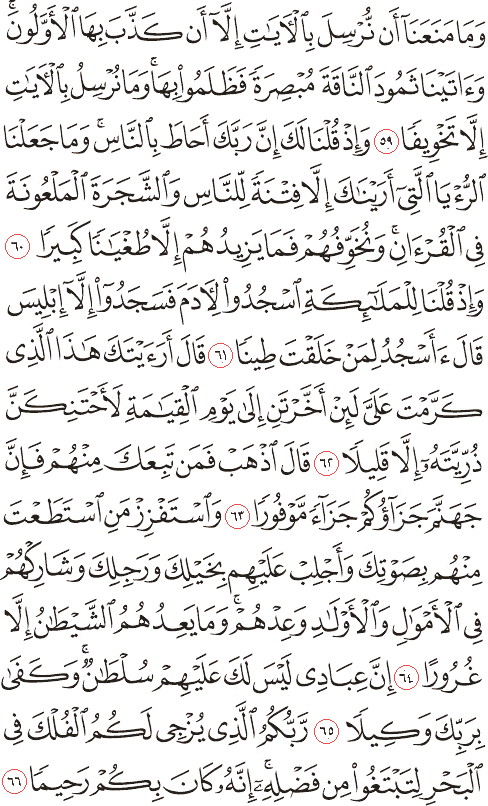 وَمَا مَنَعَنَآ أَن نُّرۡسِلَ بِٱلۡأٓيَٰتِ إِلَّآ أَن كَذَّبَ بِهَا ٱلۡأَوَّلُونَۚ
وَءَاتَيۡنَا ثَمُودَ ٱلنَّاقَةَ مُبۡصِرَةٗ فَظَلَمُواْ بِهَاۚ وَمَا نُرۡسِلُ بِٱلۡأٓيَٰتِ
إِلَّا تَخۡوِيفٗا ٥٩ وَإِذۡ قُلۡنَا لَكَ إِنَّ رَبَّكَ أَحَاطَ بِٱلنَّاسِۚ وَمَا جَعَلۡنَا
ٱلرُّءۡيَا ٱلَّتِيٓ أَرَيۡنَٰكَ إِلَّا فِتۡنَةٗ لِّلنَّاسِ وَٱلشَّجَرَةَ ٱلۡمَلۡعُونَةَ
فِي ٱلۡقُرۡءَانِۚ وَنُخَوِّفُهُمۡ فَمَا يَزِيدُهُمۡ إِلَّا طُغۡيَٰنٗا كَبِيرٗا ٦٠
وَإِذۡ قُلۡنَا لِلۡمَلَٰٓئِكَةِ ٱسۡجُدُواْ لِأٓدَمَ فَسَجَدُوٓاْ إِلَّآ إِبۡلِيسَ
قَالَ ءَأَسۡجُدُ لِمَنۡ خَلَقۡتَ طِينٗا ٦١ قَالَ أَرَءَيۡتَكَ هَٰذَا ٱلَّذِي
كَرَّمۡتَ عَلَيَّ لَئِنۡ أَخَّرۡتَنِ إِلَىٰ يَوۡمِ ٱلۡقِيَٰمَةِ لَأَحۡتَنِكَنَّ
ذُرِّيَّتَهُۥٓ إِلَّا قَلِيلٗا ٦٢ قَالَ ٱذۡهَبۡ فَمَن تَبِعَكَ مِنۡهُمۡ فَإِنَّ
جَهَنَّمَ جَزَآؤُكُمۡ جَزَآءٗ مَّوۡفُورٗا ٦٣ وَٱسۡتَفۡزِزۡ مَنِ ٱسۡتَطَعۡتَ
مِنۡهُم بِصَوۡتِكَ وَأَجۡلِبۡ عَلَيۡهِم بِخَيۡلِكَ وَرَجِلِكَ وَشَارِكۡهُمۡ
فِي ٱلۡأَمۡوَٰلِ وَٱلۡأَوۡلَٰدِ وَعِدۡهُمۡۚ وَمَا يَعِدُهُمُ ٱلشَّيۡطَٰنُ إِلَّا
غُرُورًا ٦٤ إِنَّ عِبَادِي لَيۡسَ لَكَ عَلَيۡهِمۡ سُلۡطَٰنٞۚ وَكَفَىٰ
بِرَبِّكَ وَكِيلٗا ٦٥ رَّبُّكُمُ ٱلَّذِي يُزۡجِي لَكُمُ ٱلۡفُلۡكَ فِي
ٱلۡبَحۡرِ لِتَبۡتَغُواْ مِن فَضۡلِهِۦٓۚ إِنَّهُۥ كَانَ بِكُمۡ رَحِيمٗا ٦٦